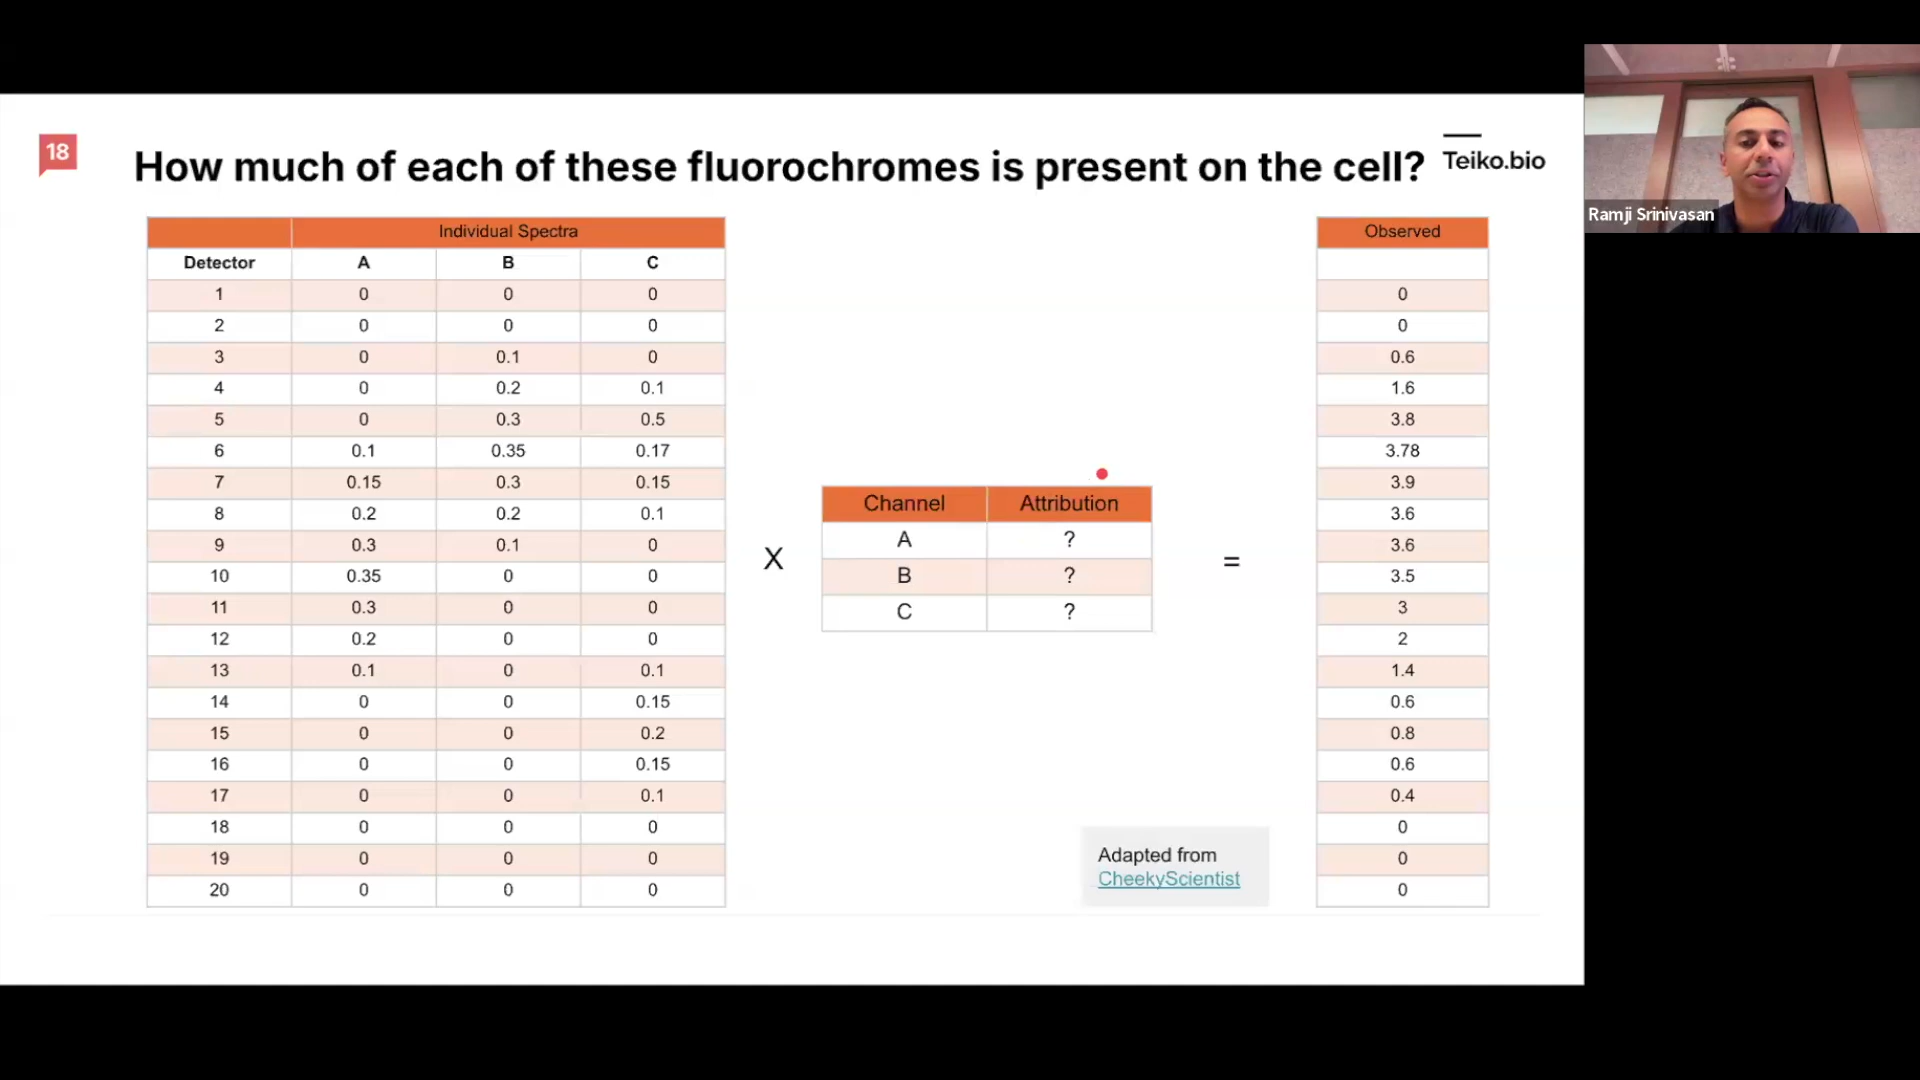 18
How much of each of these fluorochromes is present on the cell?
Teiko.bio
Ramji Srinivasan
Individual Spectra
Detector A B C
1 0 0 0
2 0 0 0
3 0 0.1 0
4 0 0.2 0.1
5 0 0.3 0.5
6 0.1 0.35 0.17
7 0.15 0.3 0.15
8 0.2 0.2 0.1
9 0.3 0.1 0
10 0.35 0 0
11 0.3 0 0
12 0.2 0 0
13 0.1 0 0.1
14 0 0 0.15
15 0 0 0.2
16 0 0 0.15
17 0 0 0.1
18 0 0 0
19 0 0 0
20 0 0 0
X
Channel Attribution
A ?
B ?
C ?
=
Observed
0
0
0.6
1.6
3.8
3.78
3.9
3.6
3.6
3.5
3
2
1.4
0.6
0.8
0.6
0.4
0
0
0
Adapted from
CheekyScientist